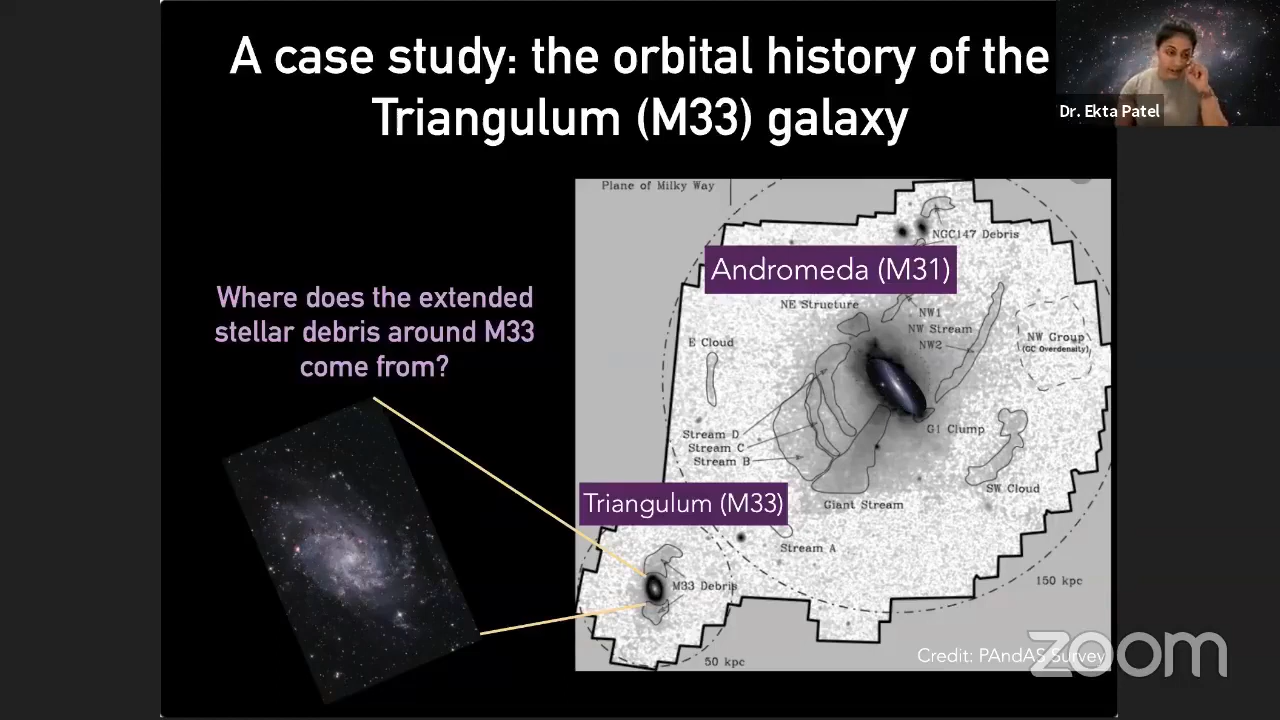 A case study: the orbital history of the
Triangulum (M33) galaxy
Dr. Ekta Patel
Where does the extended
stellar debris around M33
come from?
Plane of Milky Way
NGC147 Debris
Andromeda (M31)
NE Structure
NW1
NW Stream
NW2
E Cloud
NW Group
(GC Overdensity)
Stream D
Stream C
Stream B
G1 Clump
SW Cloud
Giant Stream
Triangulum (M33)
Stream A
M33 Debris
150 kpc
50 kpc
Credit: PAndAS Survey
zoom